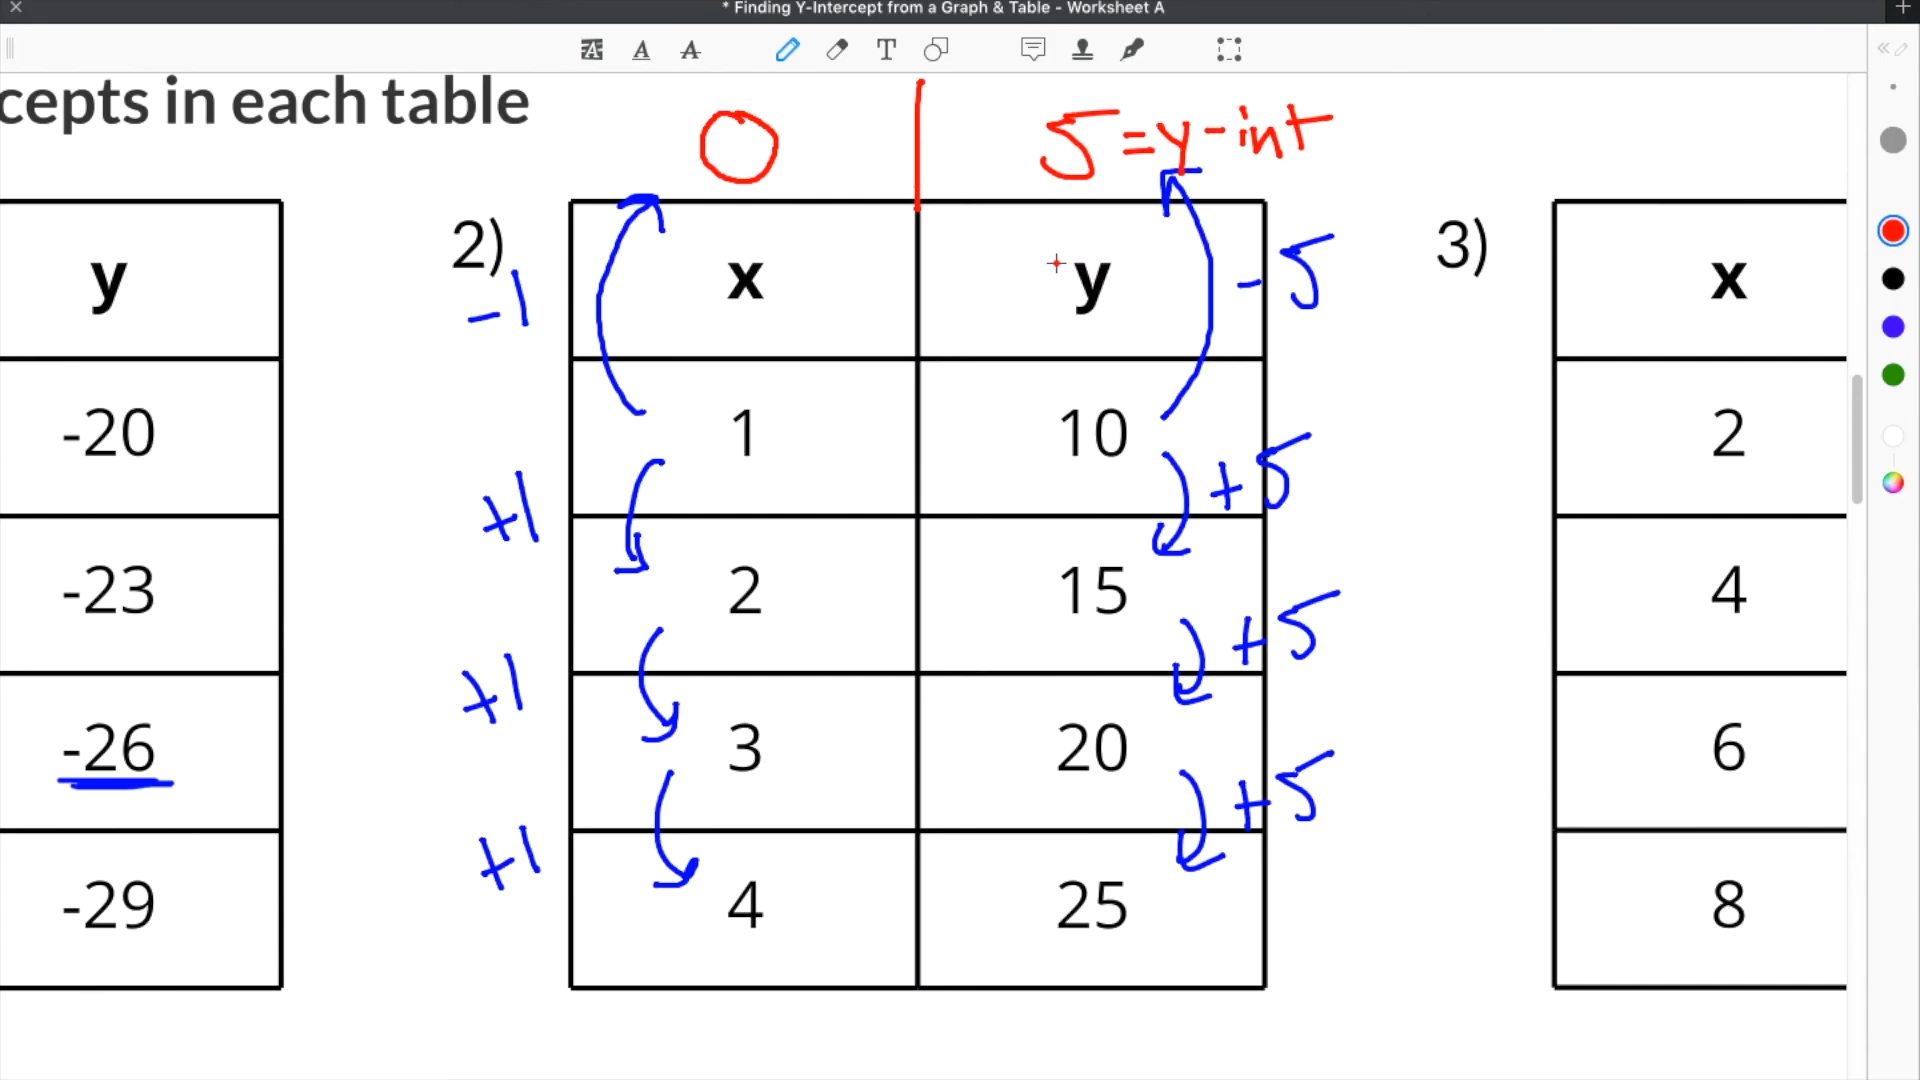 * Finding Y-Intercept from a Graph & Table - Worksheet A
A A A T
cepts in each table
0 5 = y-int
y 2) x y 3) x
-1 -5
-20 1 10 2
+1 +5
-23 2 15 4
+1 +5
-26 3 20 6
+1 +5
-29 4 25 8